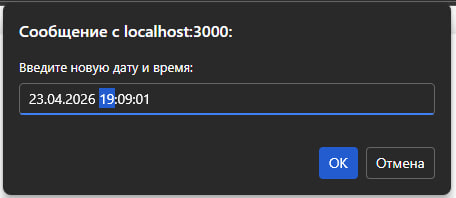 Сообщение с localhost:3000:
Введите новую дату и время:
23.04.2026 19:09:01
OK Отмена